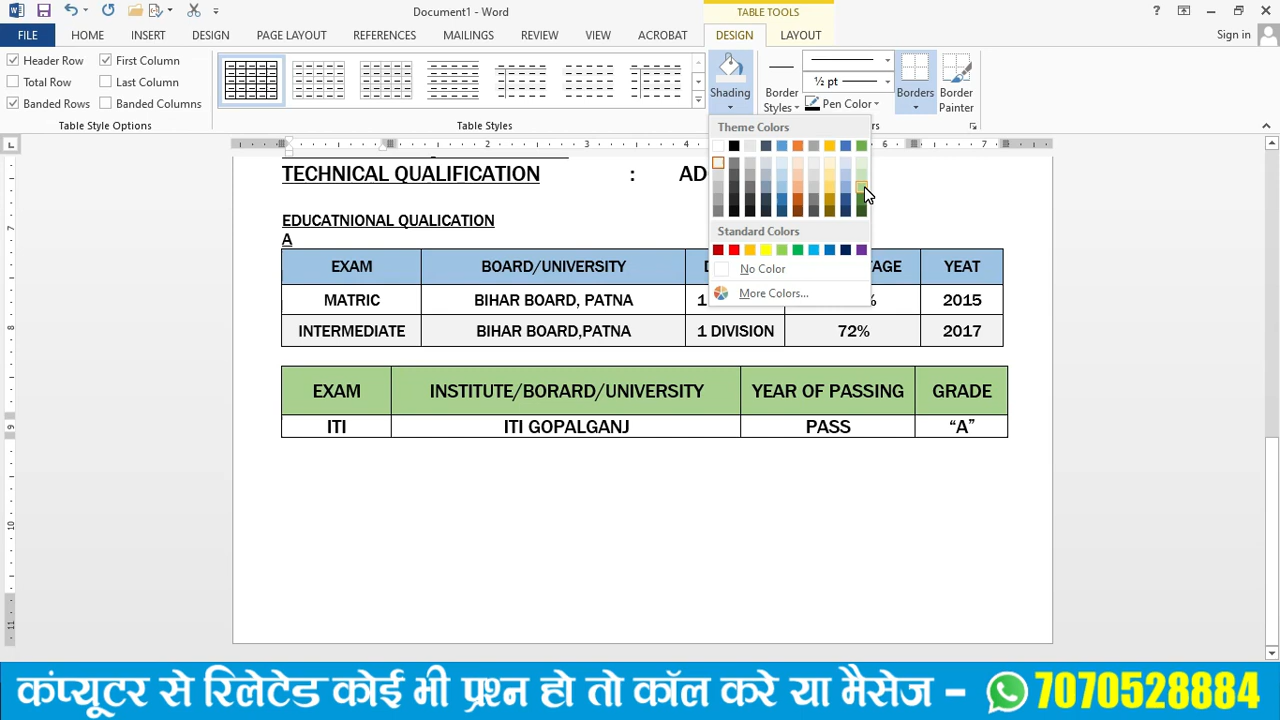 Document1 - Word
TABLE TOOLS
?
FILE HOME INSERT DESIGN PAGE LAYOUT REFERENCES MAILINGS REVIEW VIEW ACROBAT DESIGN LAYOUT Sign in
Header Row First Column
Total Row Last Column
Banded Rows Banded Columns
Table Style Options
Table Styles
Shading
Border Styles
½ pt
Pen Color
Borders
Border Painter
Theme Colors
Standard Colors
No Color
More Colors...
TECHNICAL QUALIFICATION : AD
EDUCATNIONAL QUALICATION
A
EXAM BOARD/UNIVERSITY D TAGE YEAT
MATRIC BIHAR BOARD, PATNA 1 % 2015
INTERMEDIATE BIHAR BOARD,PATNA 1 DIVISION 72% 2017
EXAM INSTITUTE/BORARD/UNIVERSITY YEAR OF PASSING GRADE
ITI ITI GOPALGANJ PASS “A”
कंप्यूटर से रिलेटेड कोई भी प्रश्न हो तो कॉल करे या मैसेज – 7070528884